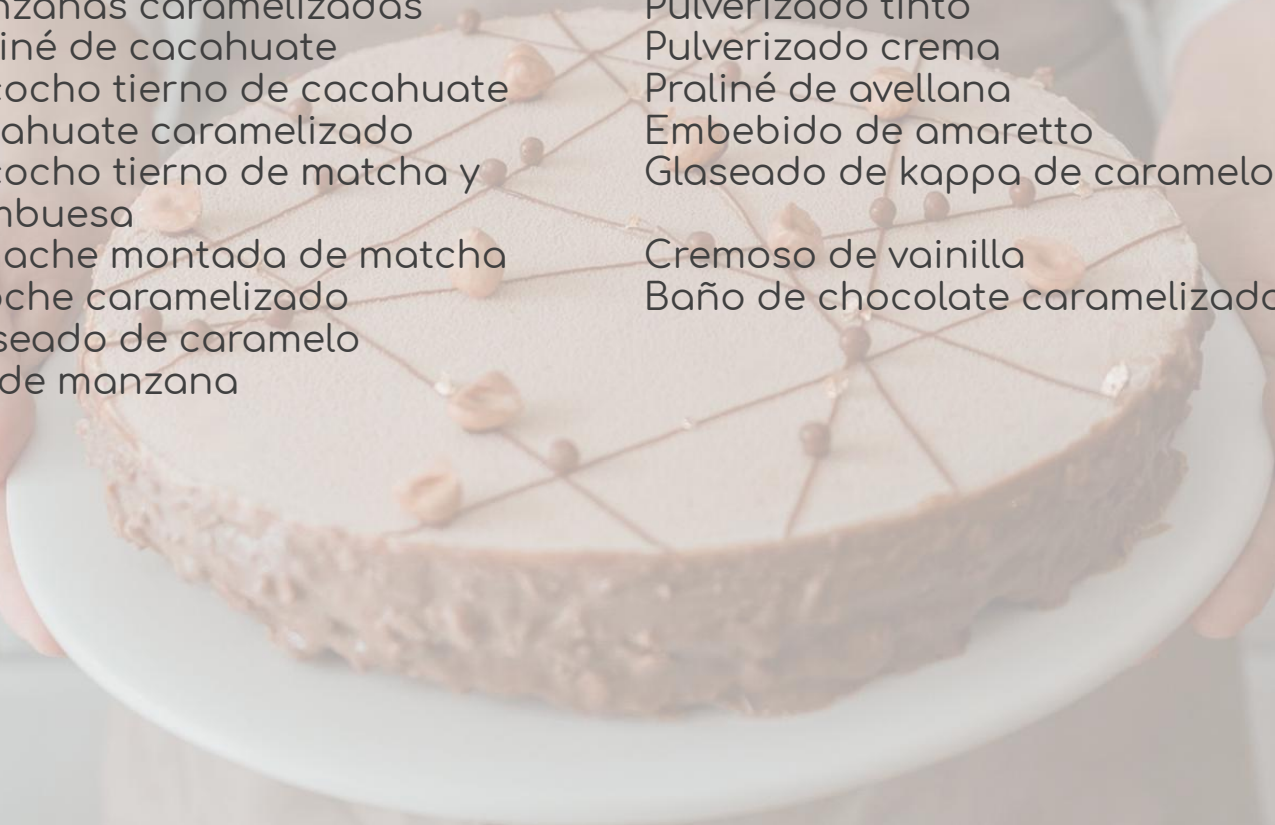 nzanas caramelizadas
iné de cacahuate
cocho tierno de cacahuate
ahuate caramelizado
cocho tierno de matcha y
mbuesa
ache montada de matcha
oche caramelizado
seado de caramelo
de manzana
Pulverizado tinto
Pulverizado crema
Praliné de avellana
Embebido de amaretto
Glaseado de kappa de caramelo
Cremoso de vainilla
Baño de chocolate caramelizado